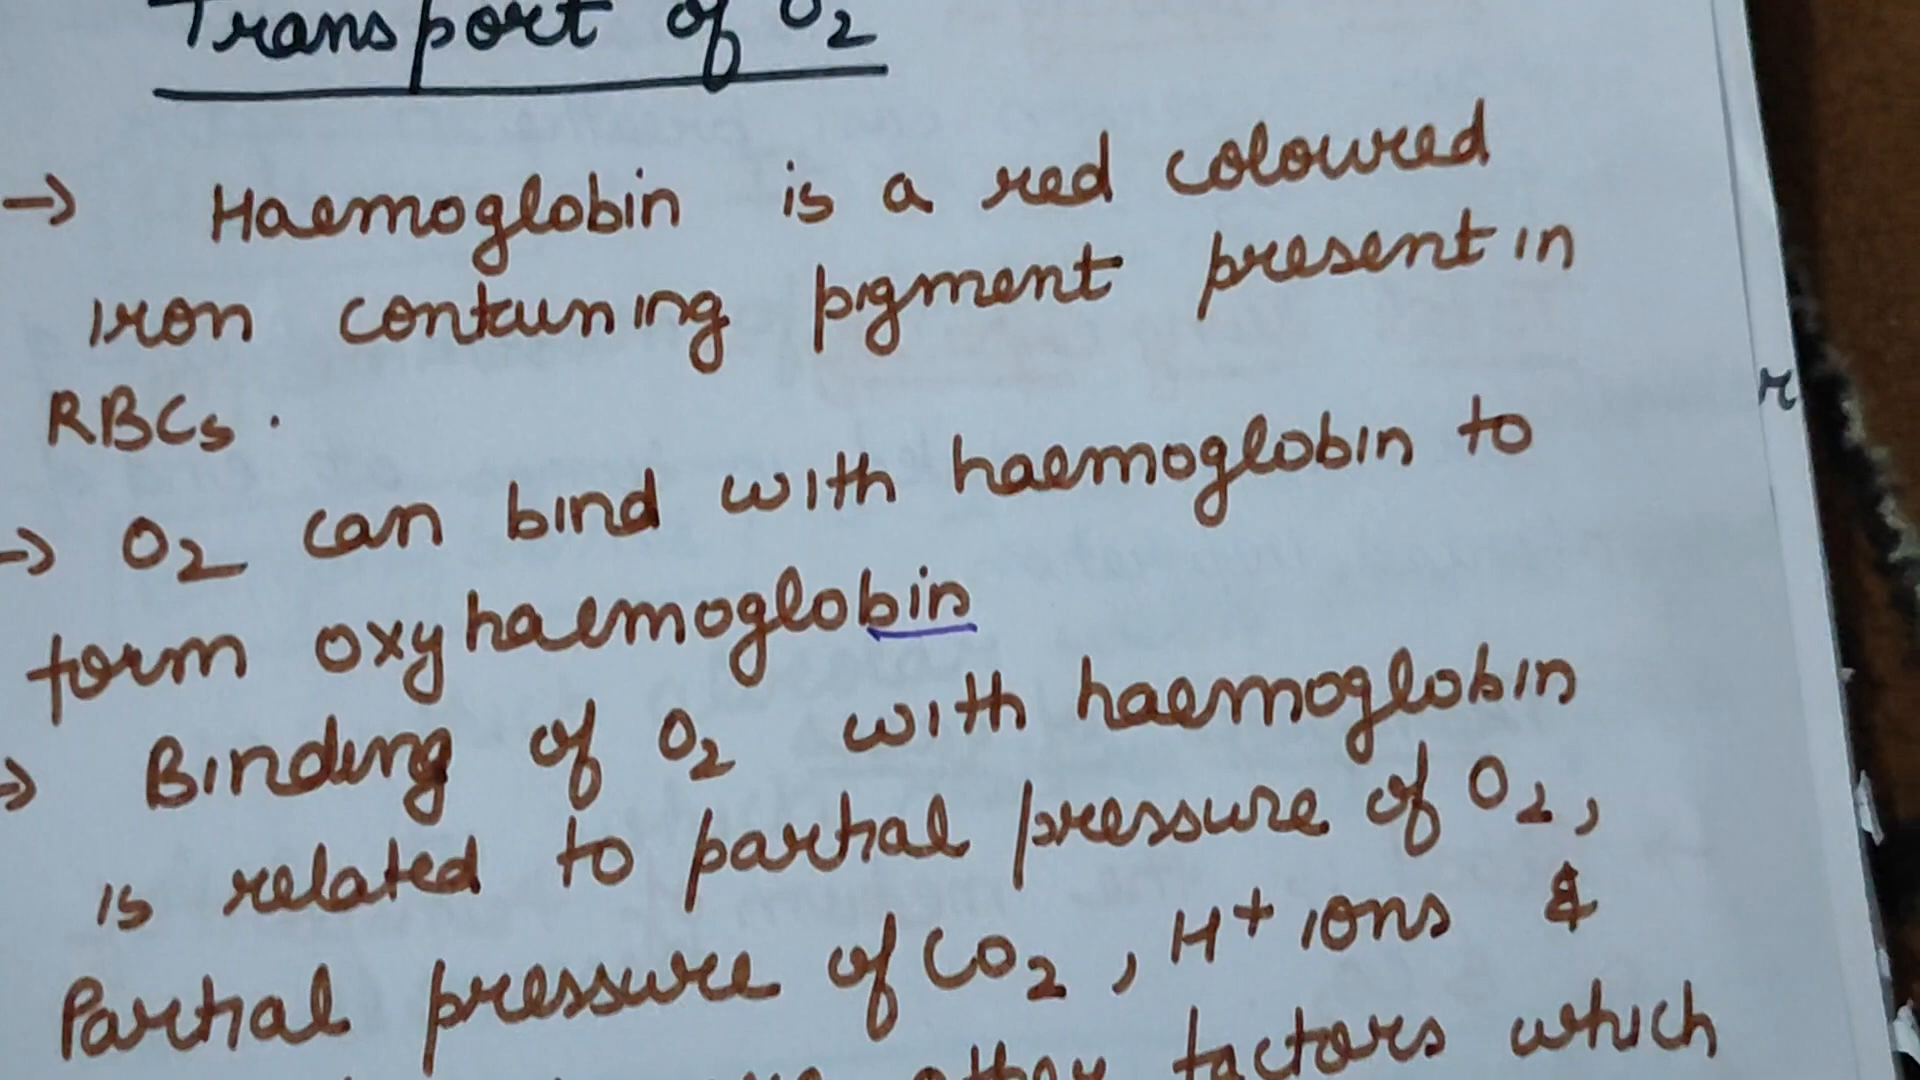 Transport of O2
→ Haemoglobin is a red coloured
iron containing pigment present in
RBCs.
→ O2 can bind with haemoglobin to
form oxyhaemoglobin
→ Binding of O2 with haemoglobin
is related to partial pressure of O2,
Partial pressure of CO2, H+ ions &
other factors which
r